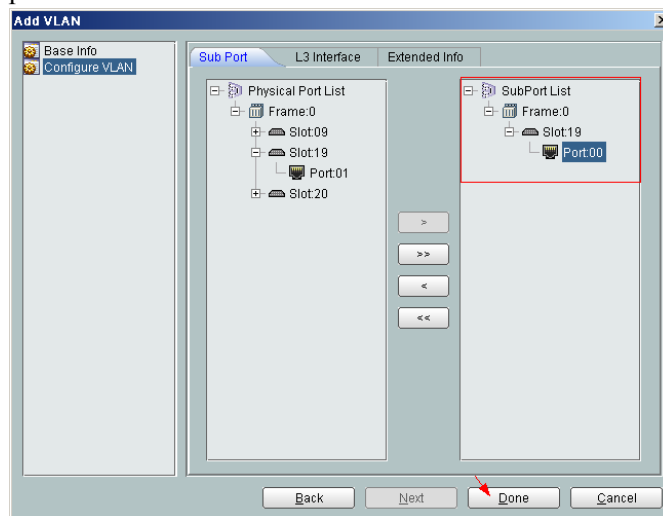 Add VLAN
Base Info
Configure VLAN
Sub Port L3 Interface Extended Info
Physical Port List
Frame:0
Slot:09
Slot:19
Port:01
Slot:20
>
>>
<
<<
SubPort List
Frame:0
Slot:19
Port:00
Back Next Done Cancel